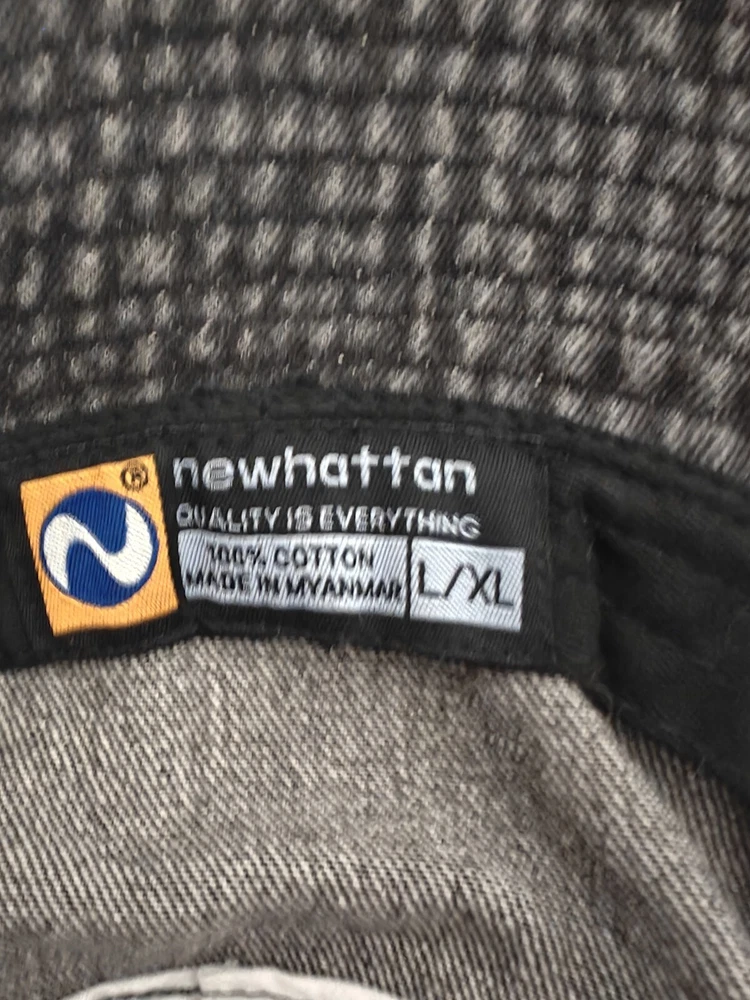 ®
newhattan
QUALITY IS EVERYTHING
100% COTTON
MADE IN MYANMAR
L/XL